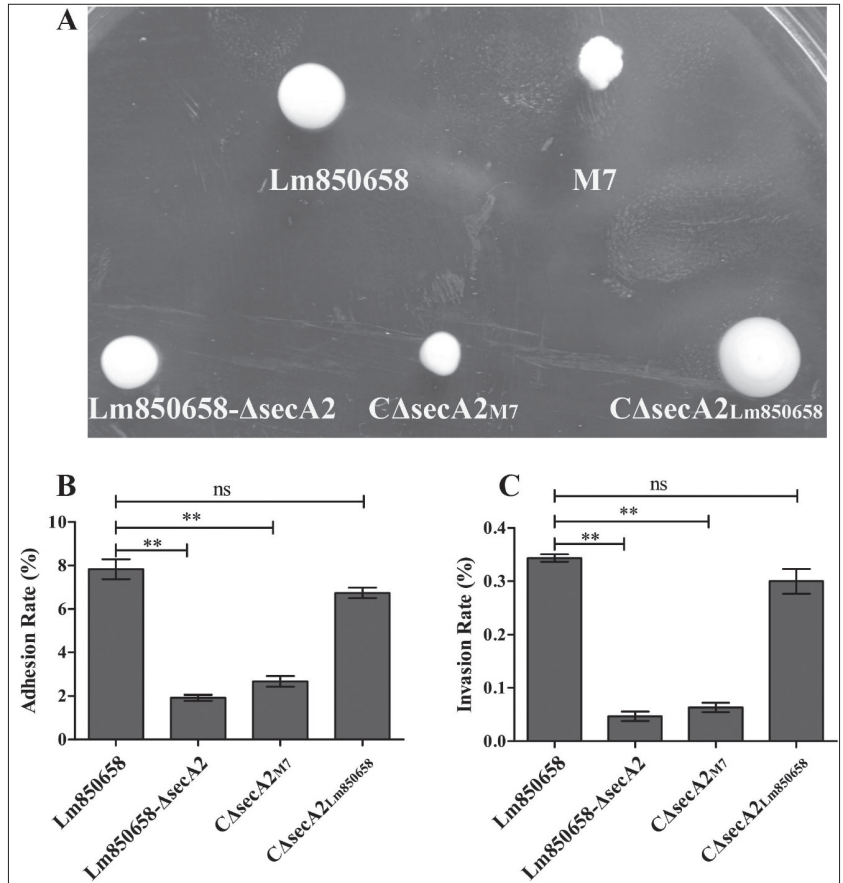 A
Lm850658 M7
Lm850658-ΔsecA2 CΔsecA2M7 CΔsecA2Lm850658
B
ns
**
**
Adhesion Rate (%)
10
8
6
4
2
0
Lm850658
Lm850658-ΔsecA2
CΔsecA2M7
CΔsecA2Lm850658
C
ns
**
**
Invasion Rate (%)
0.4
0.3
0.2
0.1
0.0
Lm850658
Lm850658-ΔsecA2
CΔsecA2M7
CΔsecA2Lm850658